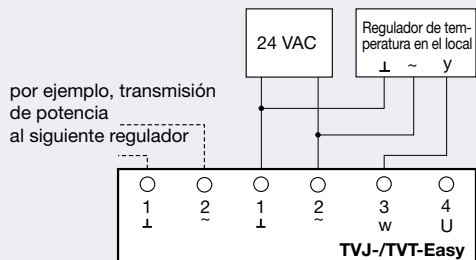 24 VAC
Regulador de tem-
peratura en el local
⊥ ~ y
por ejemplo, transmisión
de potencia
al siguiente regulador
1 2 1 2 3 4
⊥ ~ ⊥ ~ w U
TVJ-/TVT-Easy